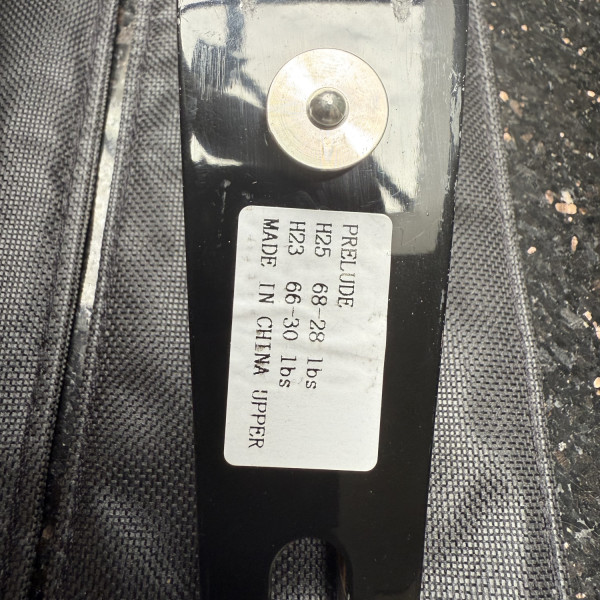 PRELUDE
H25 68-28 lbs
H23 66-30 lbs
MADE IN CHINA UPPER